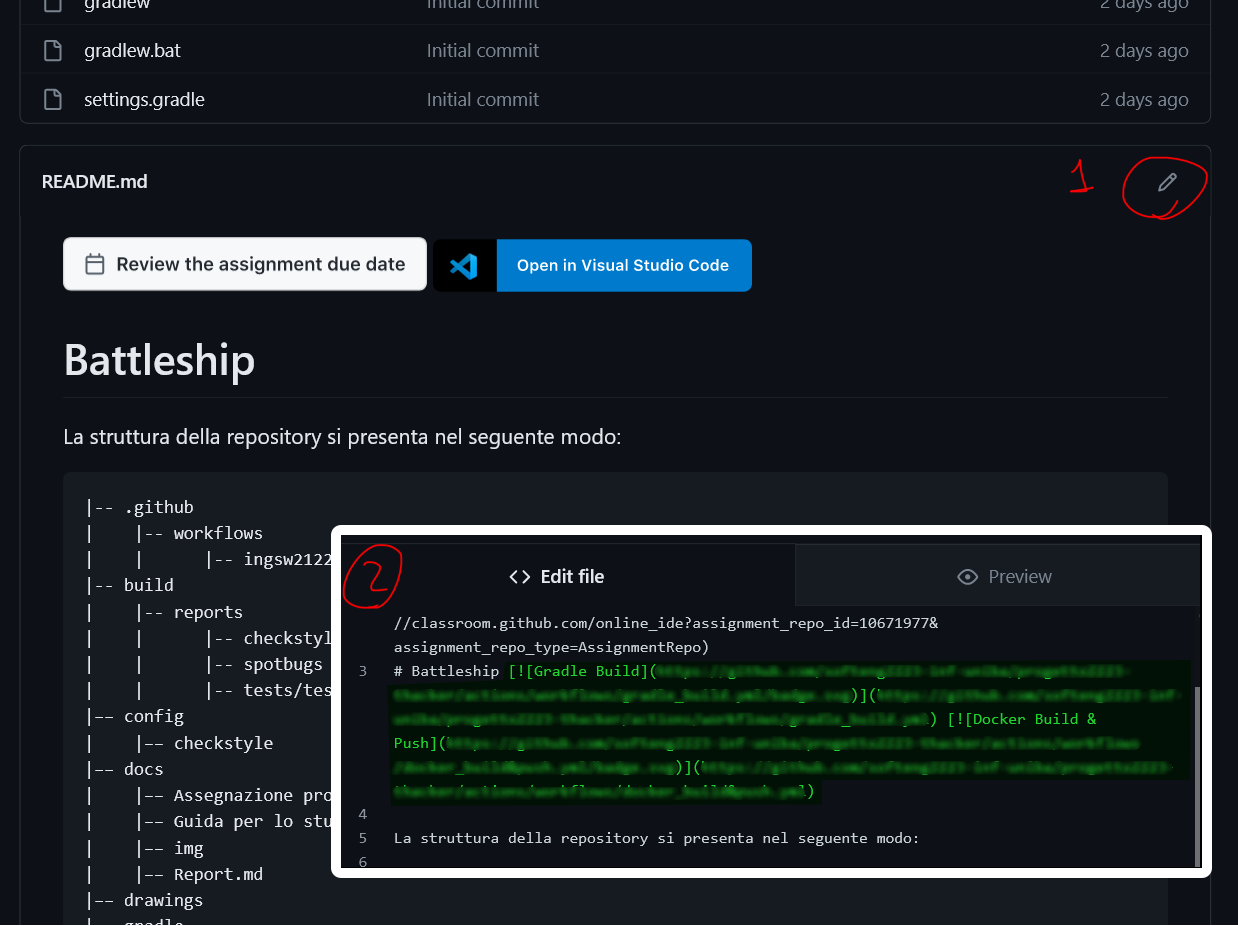 gradlew Initial commit 2 days ago
gradlew.bat Initial commit 2 days ago
settings.gradle Initial commit 2 days ago
README.md
1
Review the assignment due date
Open in Visual Studio Code
Battleship
La struttura della repository si presenta nel seguente modo:
|-- .github
| |-- workflows
| | |-- ingsw2122
|-- build
| |-- reports
| | |-- checkstyl
| | |-- spotbugs
| | |-- tests/tes
|-- config
| |-- checkstyle
|-- docs
| |-- Assegnazione pro
| |-- Guida per lo stu
| |-- img
| |-- Report.md
|-- drawings
|-- gradle
2
Edit file
Preview
//classroom.github.com/online_ide?assignment_repo_id=10671977&
assignment_repo_type=AssignmentRepo)
3 # Battleship [![Gradle Build](
)](
) [![Docker Build &
Push](
)](
)
4
5 La struttura della repository si presenta nel seguente modo:
6